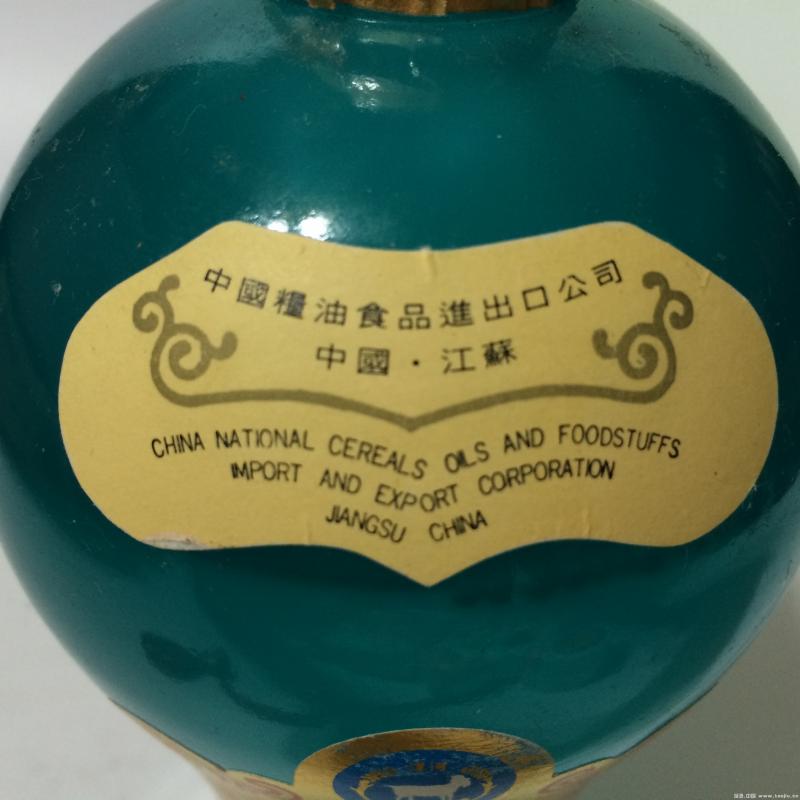 中國糧油食品進出口公司
中國·江蘇
CHINA NATIONAL CEREALS OILS AND FOODSTUFFS
IMPORT AND EXPORT CORPORATION
JIANGSU CHINA